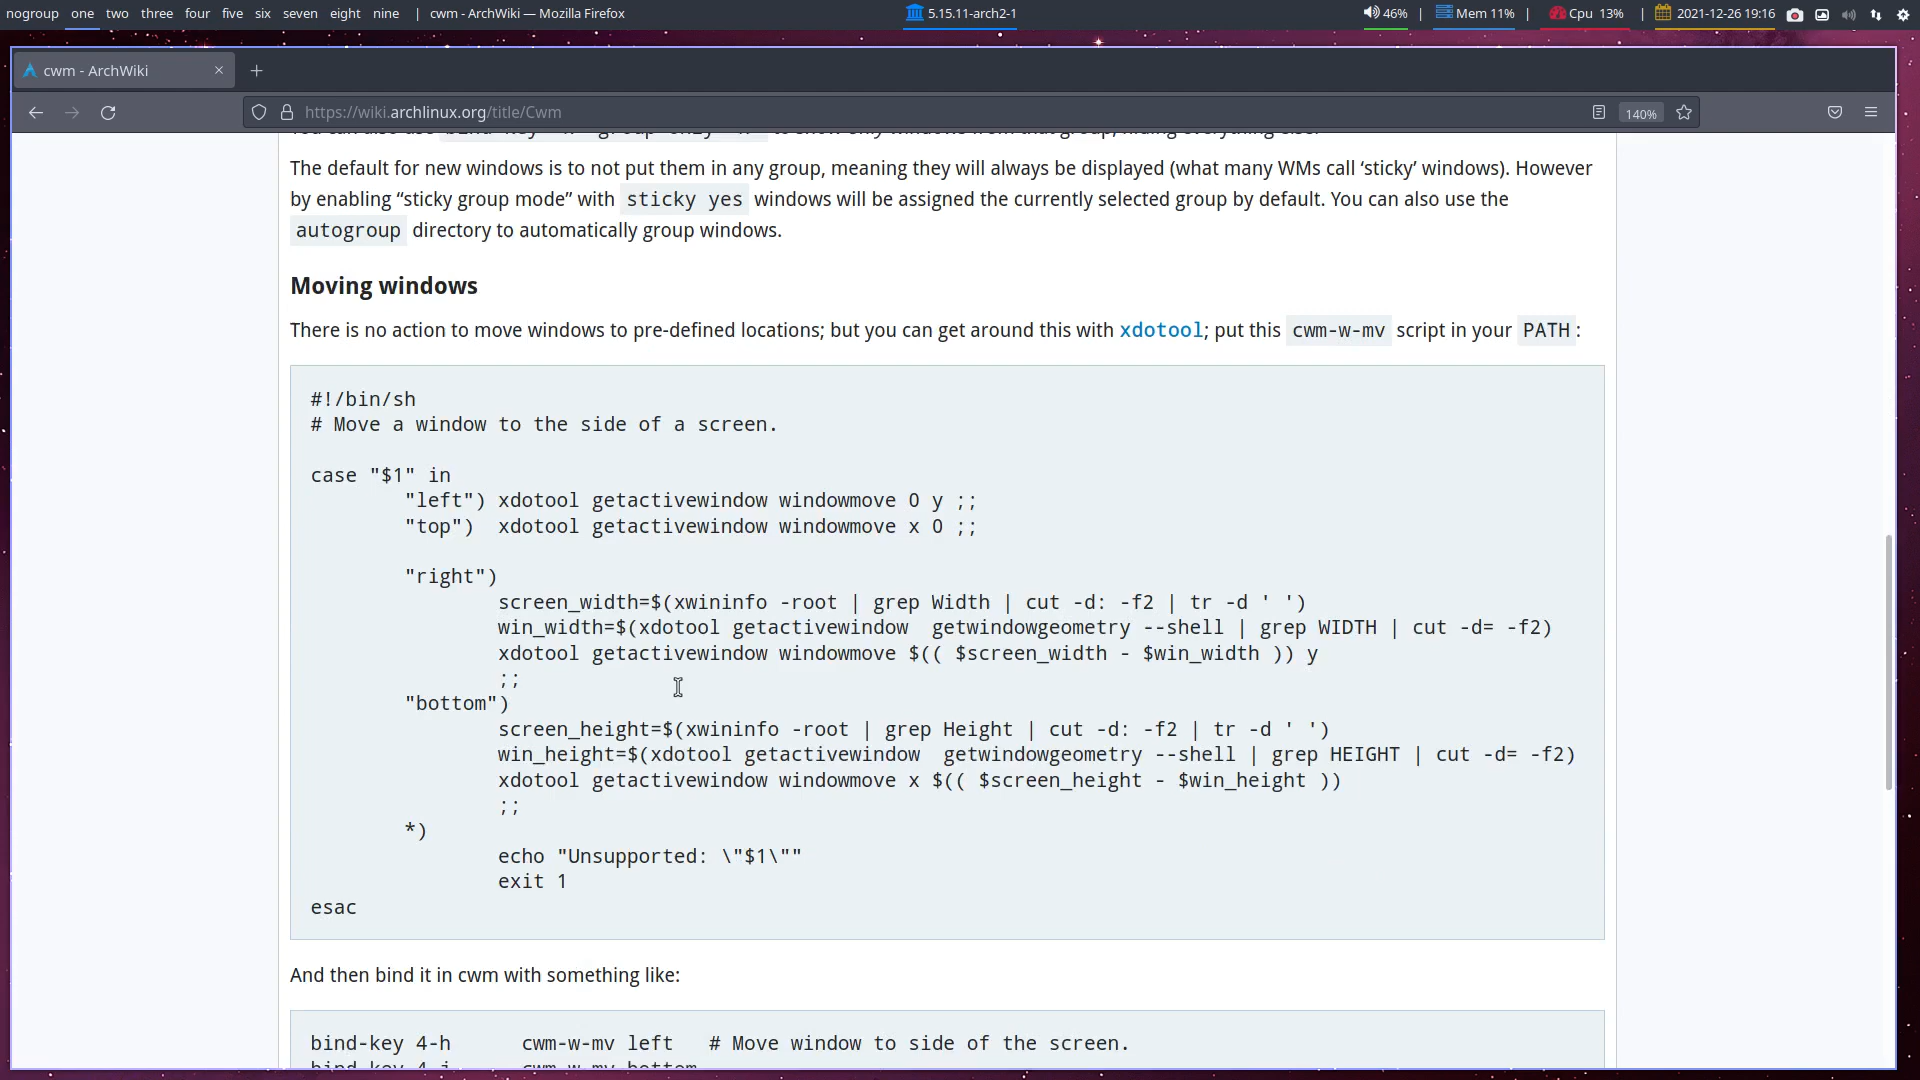 nogroup one two three four five six seven eight nine | cwm - ArchWiki — Mozilla Firefox 5.15.11-arch2-1 46% | Mem 11% | Cpu 13% | 2021-12-26 19:16
cwm - ArchWiki
https://wiki.archlinux.org/title/Cwm 140%
The default for new windows is to not put them in any group, meaning they will always be displayed (what many WMs call ‘sticky’ windows). However
by enabling “sticky group mode” with sticky yes windows will be assigned the currently selected group by default. You can also use the
autogroup directory to automatically group windows.
Moving windows
There is no action to move windows to pre-defined locations; but you can get around this with xdotool; put this cwm-w-mv script in your PATH:
#!/bin/sh
# Move a window to the side of a screen.
case "$1" in
"left") xdotool getactivewindow windowmove 0 y ;;
"top")  xdotool getactivewindow windowmove x 0 ;;
"right")
screen_width=$(xwininfo -root | grep Width | cut -d: -f2 | tr -d ' ')
win_width=$(xdotool getactivewindow  getwindowgeometry --shell | grep WIDTH | cut -d= -f2)
xdotool getactivewindow windowmove $(( $screen_width - $win_width )) y
;;
"bottom")
screen_height=$(xwininfo -root | grep Height | cut -d: -f2 | tr -d ' ')
win_height=$(xdotool getactivewindow  getwindowgeometry --shell | grep HEIGHT | cut -d= -f2)
xdotool getactivewindow windowmove x $(( $screen_height - $win_height ))
;;
*)
echo "Unsupported: \"$1\""
exit 1
esac
And then bind it in cwm with something like:
bind-key 4-h      cwm-w-mv left   # Move window to side of the screen.